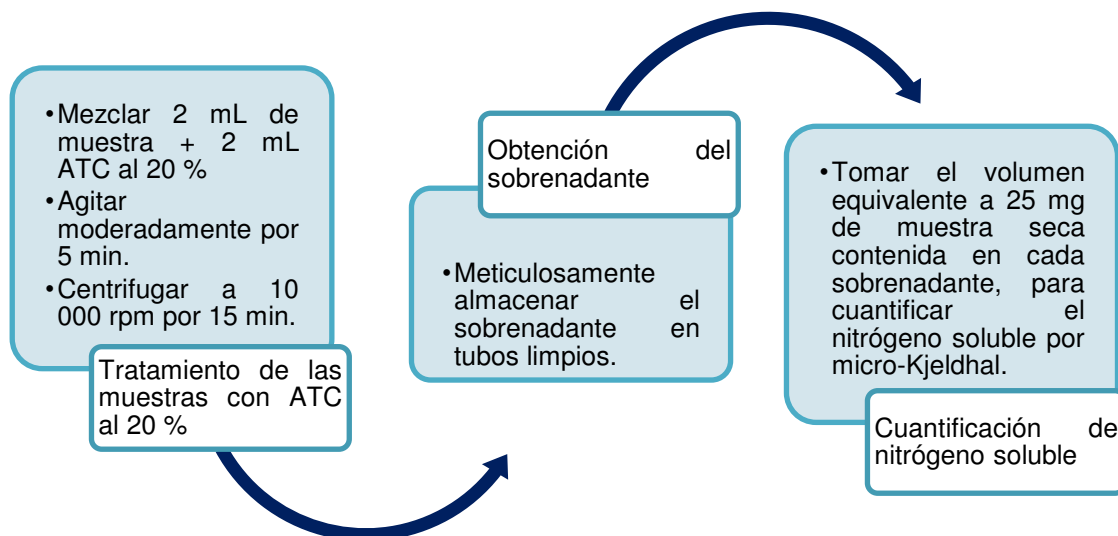 •Mezclar 2 mL de
muestra + 2 mL
ATC al 20 %
•Agitar
moderadamente por
5 min.
•Centrifugar a 10
000 rpm por 15 min.
Tratamiento de las
muestras con ATC
al 20 %
Obtención del
sobrenadante
•Meticulosamente
almacenar el
sobrenadante en
tubos limpios.
•Tomar el volumen
equivalente a 25 mg
de muestra seca
contenida en cada
sobrenadante, para
cuantificar el
nitrógeno soluble por
micro-Kjeldhal.
Cuantificación de
nitrógeno soluble